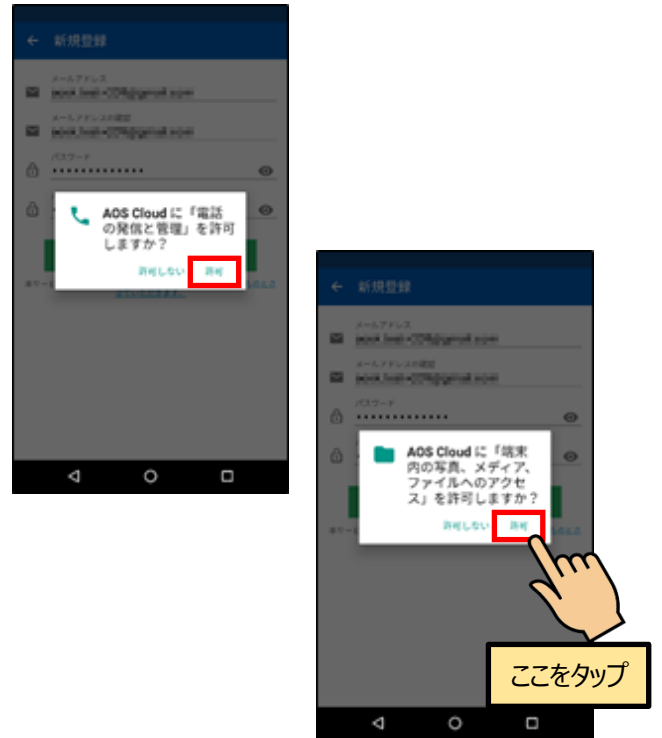 新規登録
メールアドレス
メールアドレスの確認
パスワード
AOS Cloud に「電話
の発信と管理」を許可
しますか？
許可しない 許可
新規登録
メールアドレス
メールアドレスの確認
パスワード
AOS Cloud に「端末
内の写真、メディア、
ファイルへのアクセ
ス」を許可しますか？
許可しない 許可
ここをタップ